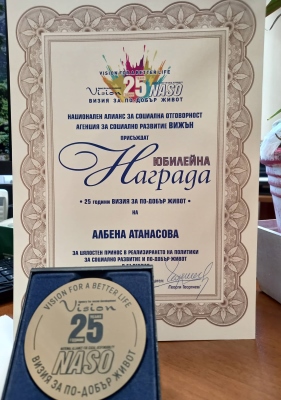 VISION FOR A BETTER LIFE
Vision 25 NASO
ВИЗИЯ ЗА ПО-ДОБЪР ЖИВОТ
НАЦИОНАЛЕН АЛИАНС ЗА СОЦИАЛНА ОТГОВОРНОСТ
АГЕНЦИЯ ЗА СОЦИАЛНО РАЗВИТИЕ ВИЖЪН
ПРИСЪЖДАТ
ЮБИЛЕЙНА
Награда
• 25 години ВИЗИЯ ЗА ПО-ДОБЪР ЖИВОТ •
НА
АЛБЕНА АТАНАСОВА
ЗА ЦЯЛОСТЕН ПРИНОС В РЕАЛИЗИРАНЕТО НА ПОЛИТИКИ
ЗА СОЦИАЛНО РАЗВИТИЕ И ПО-ДОБЪР ЖИВОТ
Георги Георгиев
VISION FOR A BETTER LIFE
Vision
25
NASO
ВИЗИЯ ЗА ПО-ДОБЪР ЖИВОТ